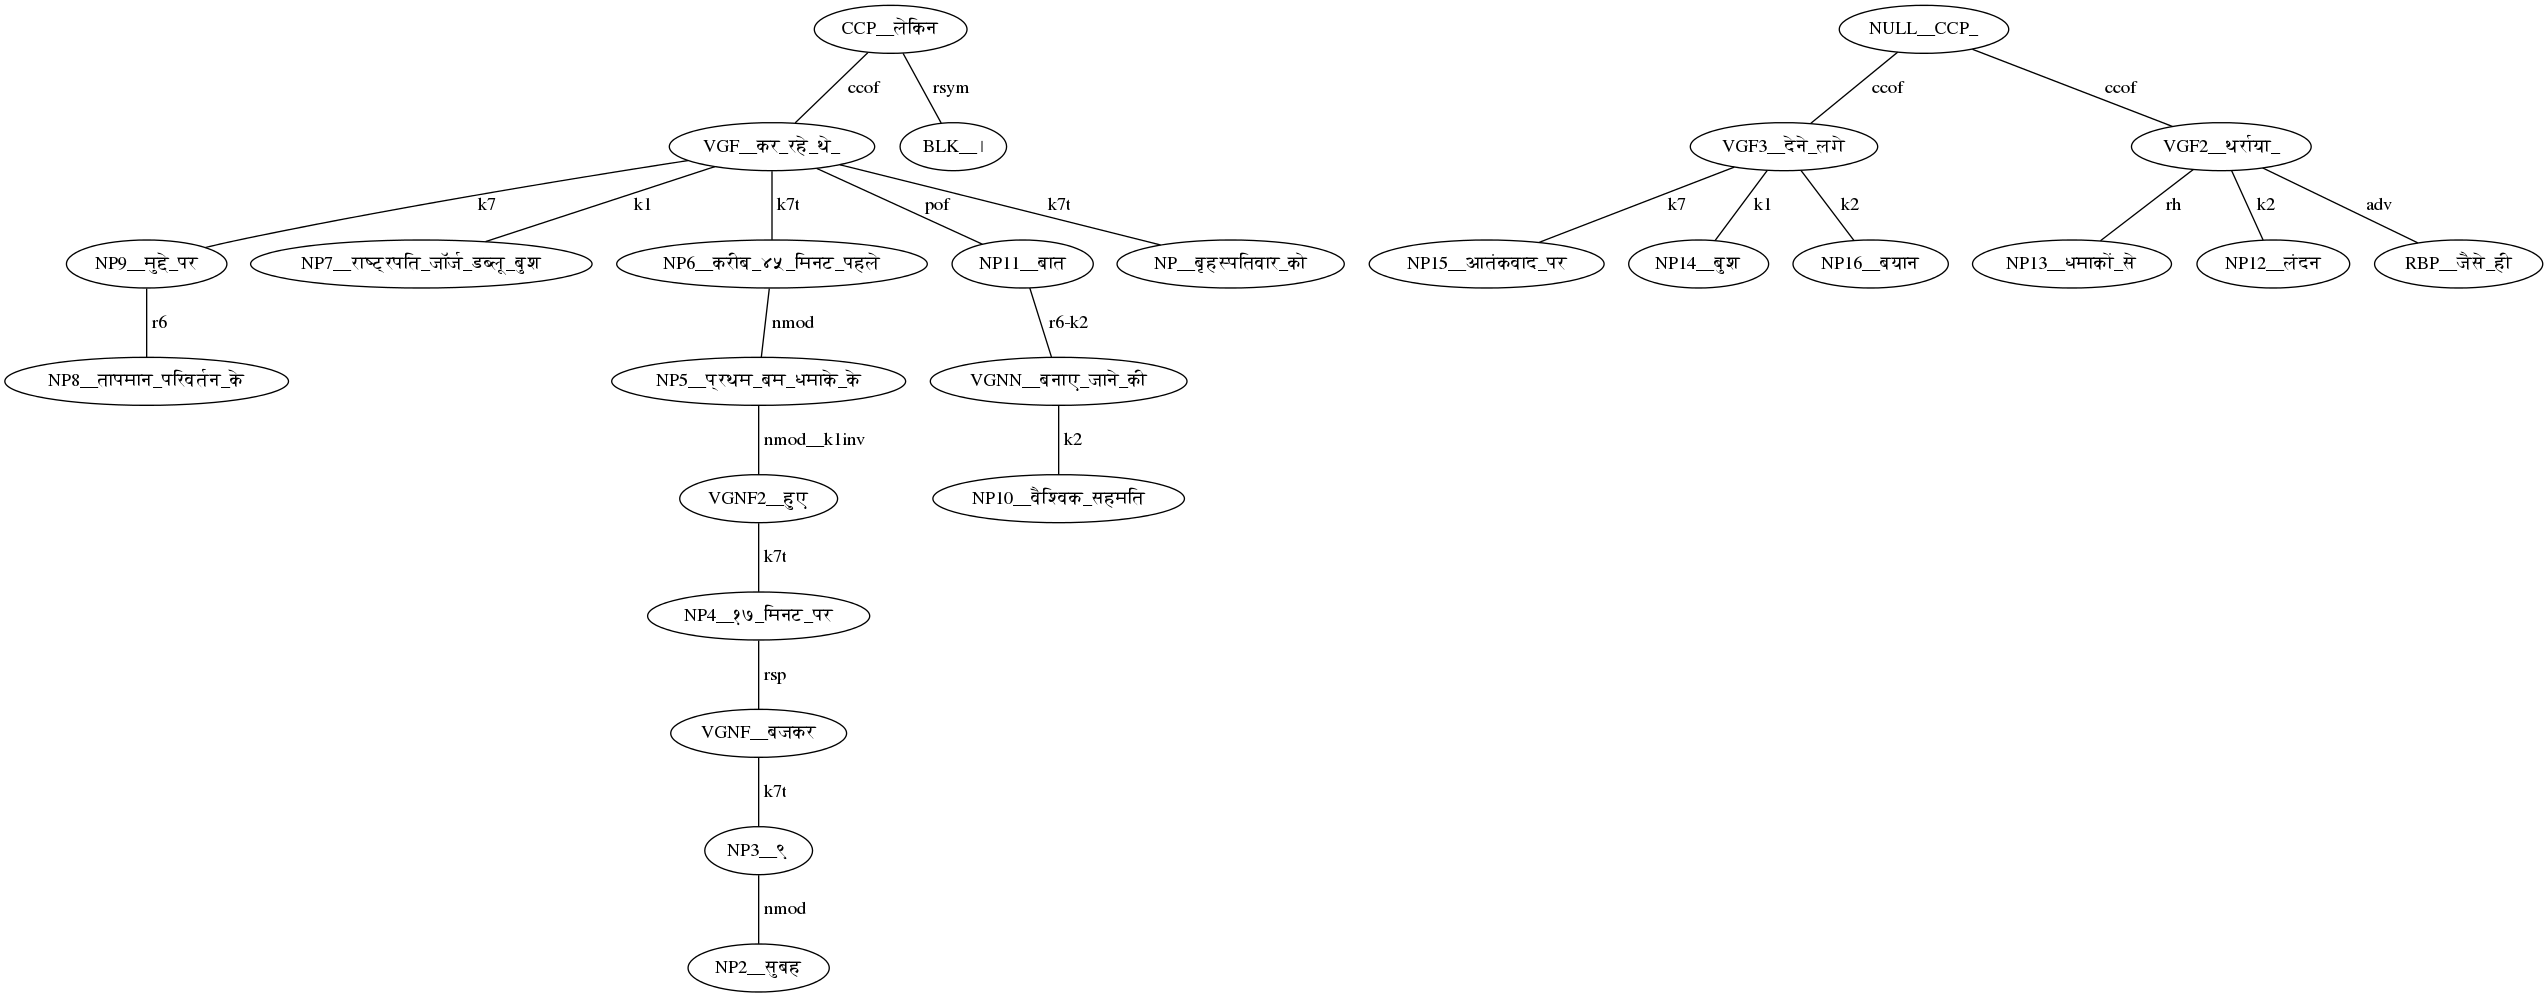 CCP__लेकिन NULL__CCP_
ccof rsym ccof ccof
VGF__कर_रहे_थे_ BLK__। VGF3__देने_लगे VGF2__थर्राया_
k7 k1 k7t pof k7t k7 k1 k2 rh k2 adv
NP9__मुद्दे_पर NP7__राष्ट्रपति_जॉर्ज_डब्लू_बुश NP6__करीब_४५_मिनट_पहले NP11__बात NP__बृहस्पतिवार_को NP15__आतंकवाद_पर NP14__बुश NP16__बयान NP13__धमाकों_से NP12__लंदन RBP__जैसे_ही
r6 nmod r6-k2
NP8__तापमान_परिवर्तन_के NP5__प्रथम_बम_धमाके_के VGNN__बनाए_जाने_की
nmod__k1inv k2
VGNF2__हुए NP10__वैश्विक_सहमति
k7t
NP4__१७_मिनट_पर
rsp
VGNF__बजकर
k7t
NP3__९
nmod
NP2__सुबह